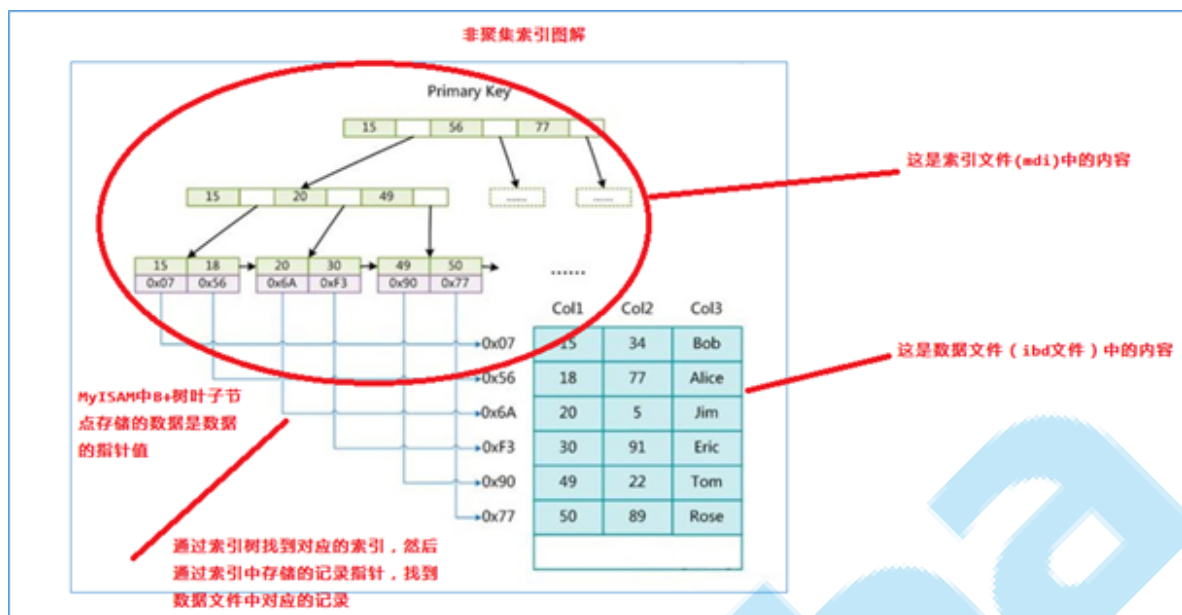 非聚集索引图解
Primary Key
15 56 77
这是索引文件(mdi)中的内容
15 20 49
...... ......
15 18 20 30 49 50
0x07 0x56 0x6A 0xF3 0x90 0x77
......
Col1 Col2 Col3
0x07 15 34 Bob
这是数据文件（ibd文件）中的内容
0x56 18 77 Alice
MyISAM中B+树叶子节
点存储的数据是数据
的指针值
0x6A 20 5 Jim
0xF3 30 91 Eric
0x90 49 22 Tom
0x77 50 89 Rose
通过索引树找到对应的索引，然后
通过索引中存储的记录指针，找到
数据文件中对应的记录